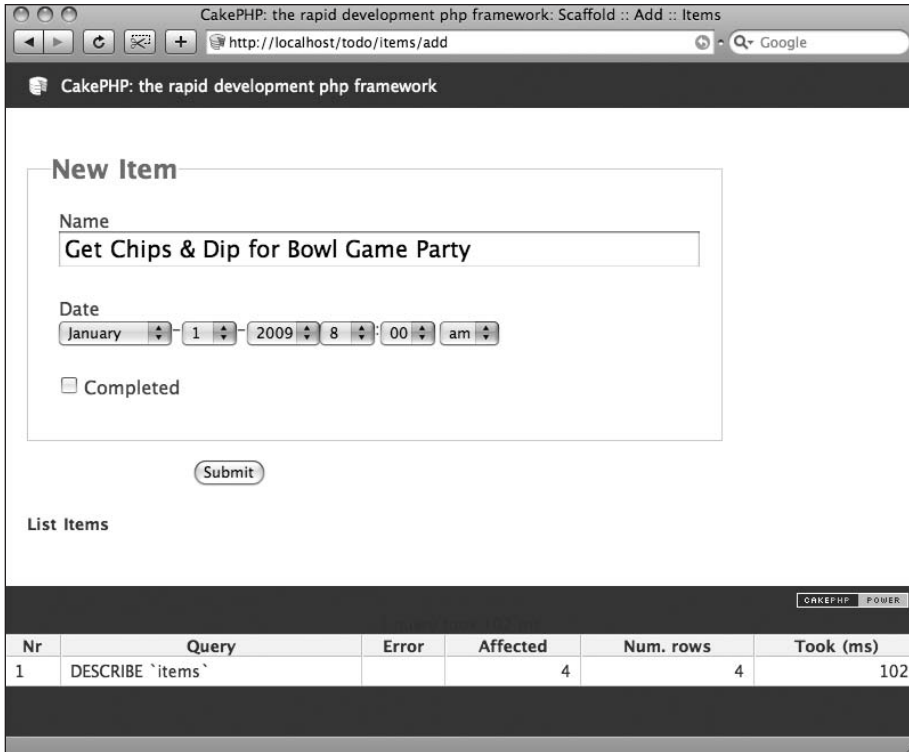 CakePHP: the rapid development php framework: Scaffold :: Add :: Items
http://localhost/todo/items/add
Google
CakePHP: the rapid development php framework
New Item
Name
Get Chips & Dip for Bowl Game Party
Date
January - 1 - 2009 8 : 00 am
Completed
Submit
List Items
CAKEPHP POWER
Nr Query Error Affected Num. rows Took (ms)
1 DESCRIBE `items` 4 4 102